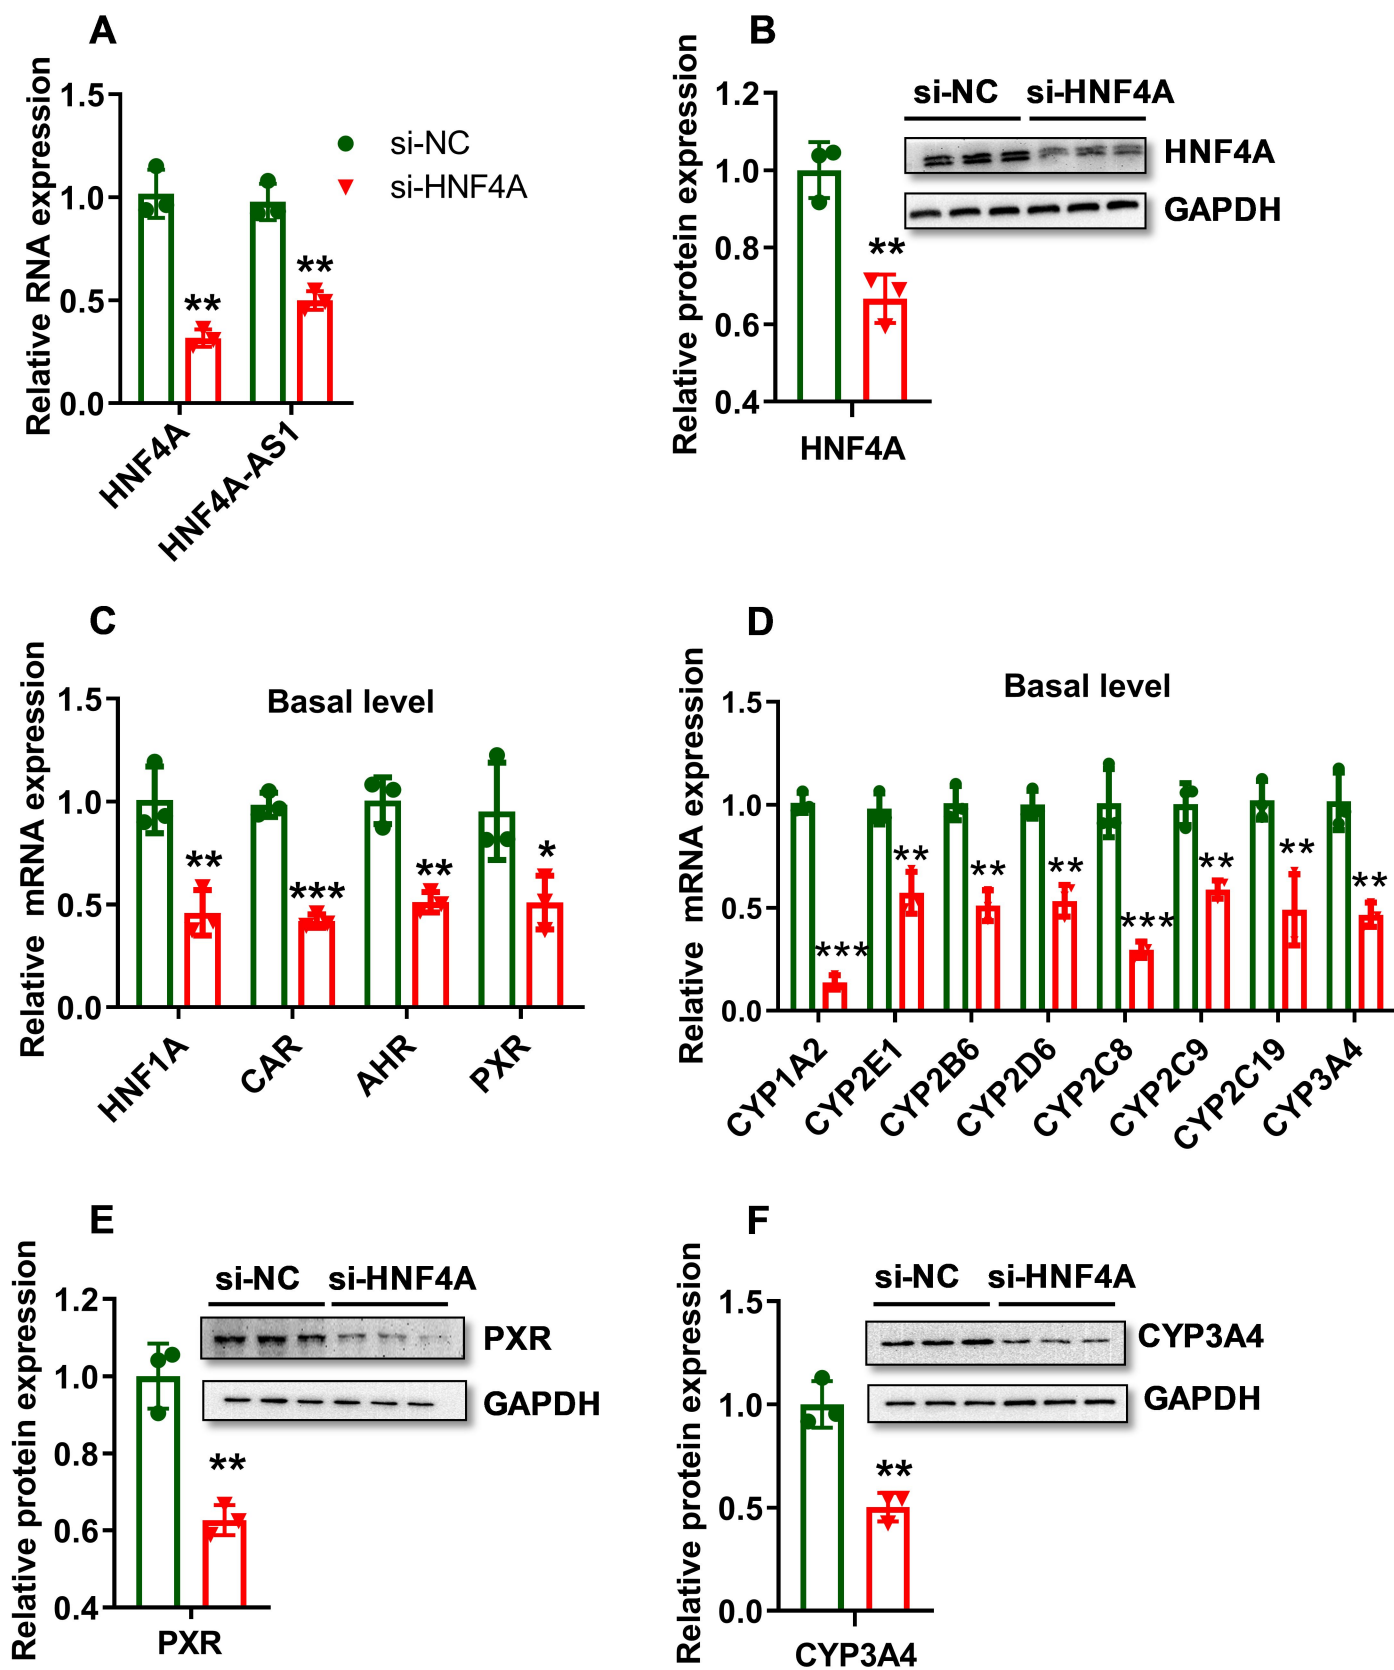 A
Relative RNA expression
1.5
1.0
0.5
0.0
si-NC
si-HNF4A
**
**
HNF4A
HNF4A-AS1
B
Relative protein expression
1.2
1.0
0.8
0.6
0.4
si-NC si-HNF4A
HNF4A
GAPDH
**
HNF4A
C
Relative mRNA expression
Basal level
1.5
1.0
0.5
0.0
**
***
**
*
HNF1A
CAR
AHR
PXR
D
Relative mRNA expression
Basal level
1.5
1.0
0.5
0.0
***
**
**
**
***
**
**
**
CYP1A2
CYP2E1
CYP2B6
CYP2D6
CYP2C8
CYP2C9
CYP2C19
CYP3A4
E
Relative protein expression
1.2
1.0
0.8
0.6
0.4
si-NC si-HNF4A
PXR
GAPDH
**
PXR
F
Relative protein expression
1.5
1.0
0.5
0.0
si-NC si-HNF4A
CYP3A4
GAPDH
**
CYP3A4